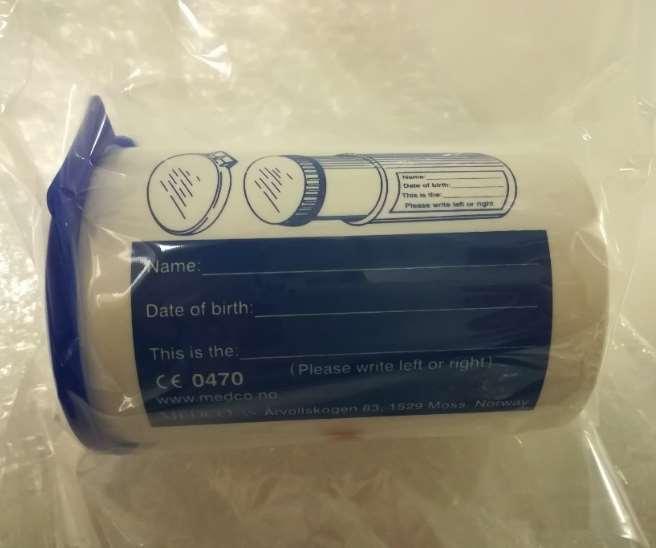 Name:
Date of birth:
This is the:
Please write left or right
Name:
Date of birth:
This is the:
(Please write left or right)
CE 0470
www.medco.no
MEDCO Arvollskogen 83, 1529 Moss. Norway